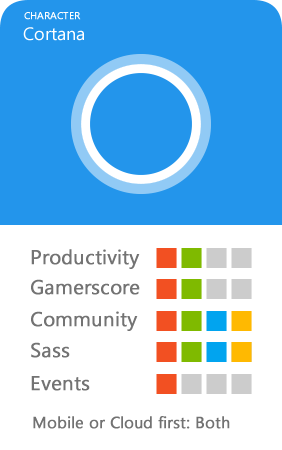 CHARACTER
Cortana
Productivity
Gamerscore
Community
Sass
Events
Mobile or Cloud first: Both